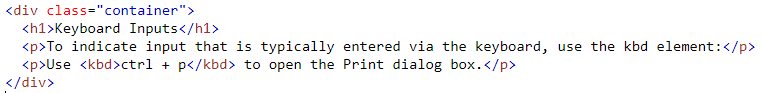 <div class="container">
  <h1>Keyboard Inputs</h1>
  <p>To indicate input that is typically entered via the keyboard, use the kbd element:</p>
  <p>Use <kbd>ctrl + p</kbd> to open the Print dialog box.</p>
</div>